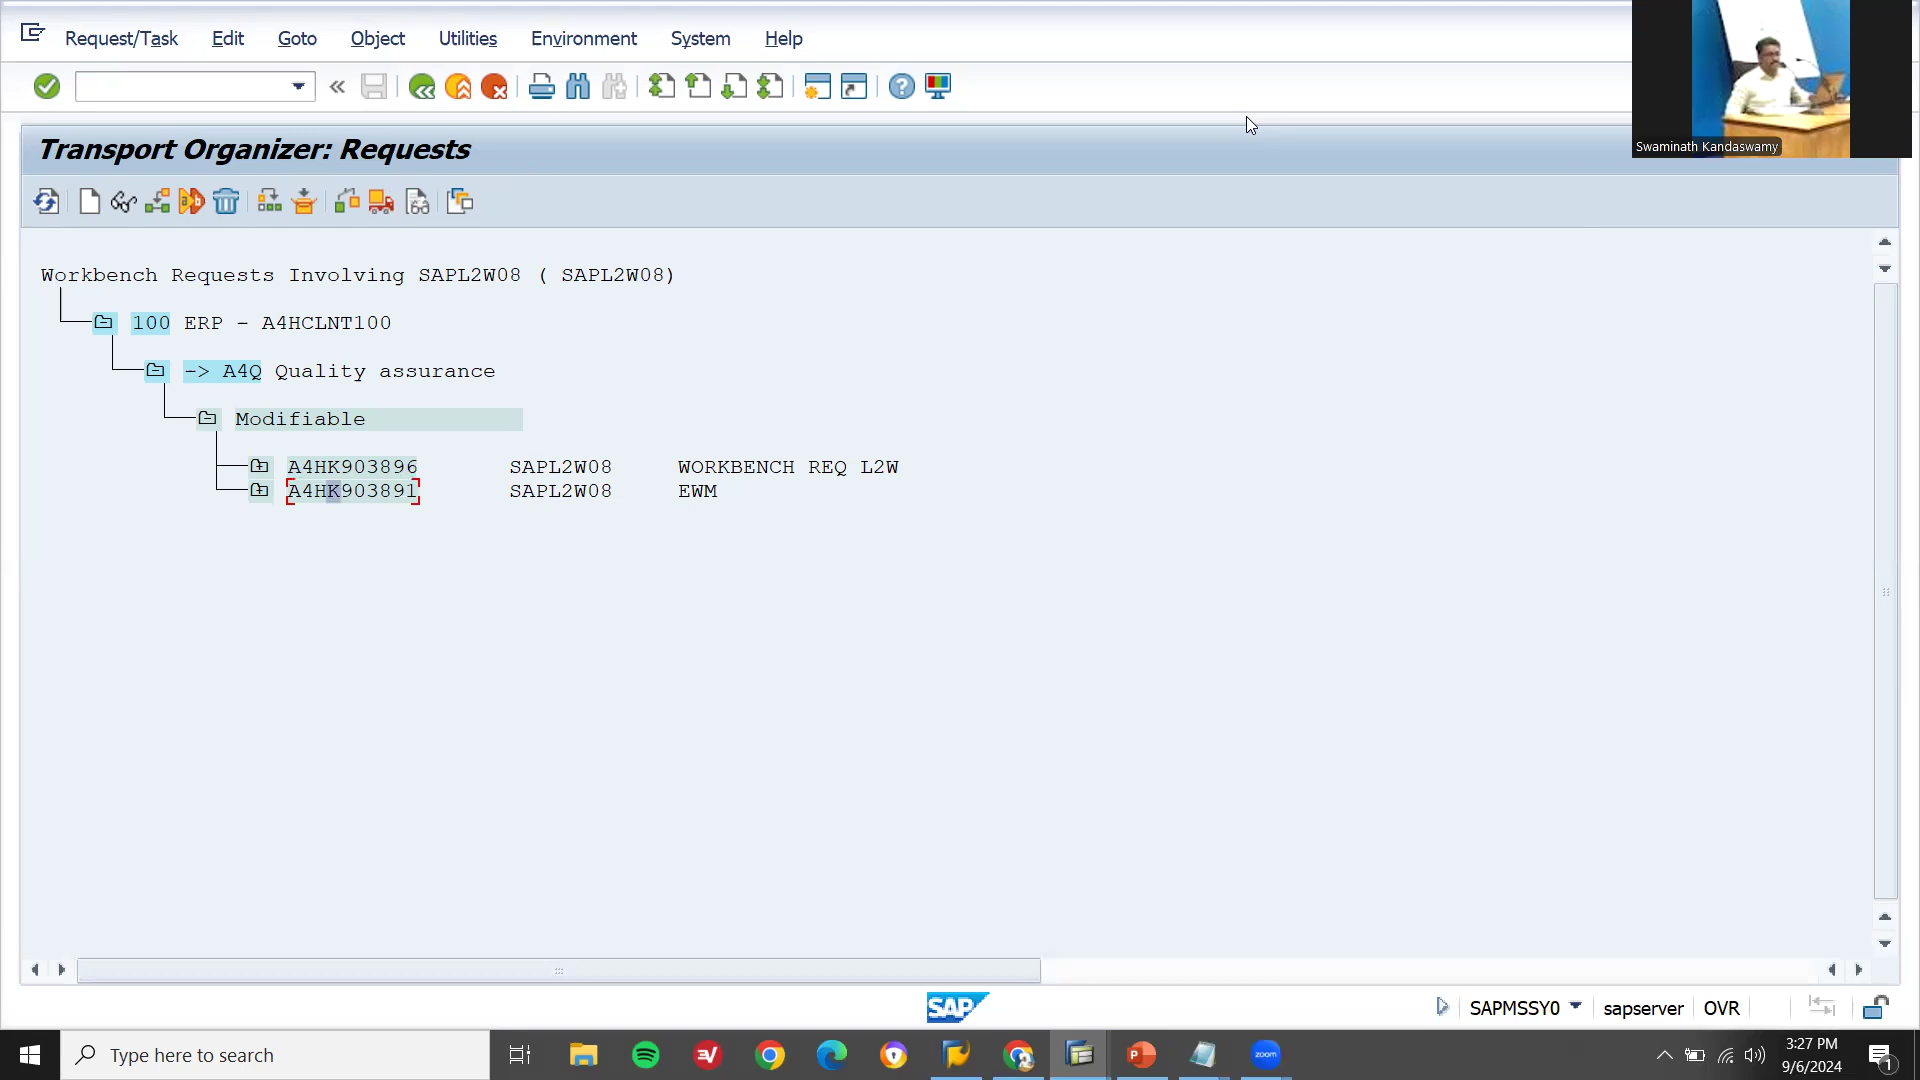 Request/Task Edit Goto Object Utilities Environment System Help
Swaminath Kandaswamy
Transport Organizer: Requests
Workbench Requests Involving SAPL2W08 ( SAPL2W08)
100 ERP - A4HCLNT100
-> A4Q Quality assurance
Modifiable
A4HK903896 SAPL2W08 WORKBENCH REQ L2W
A4HK903891 SAPL2W08 EWM
SAP SAPMSSY0 sapserver OVR
Type here to search
zoom
3:27 PM
9/6/2024
1